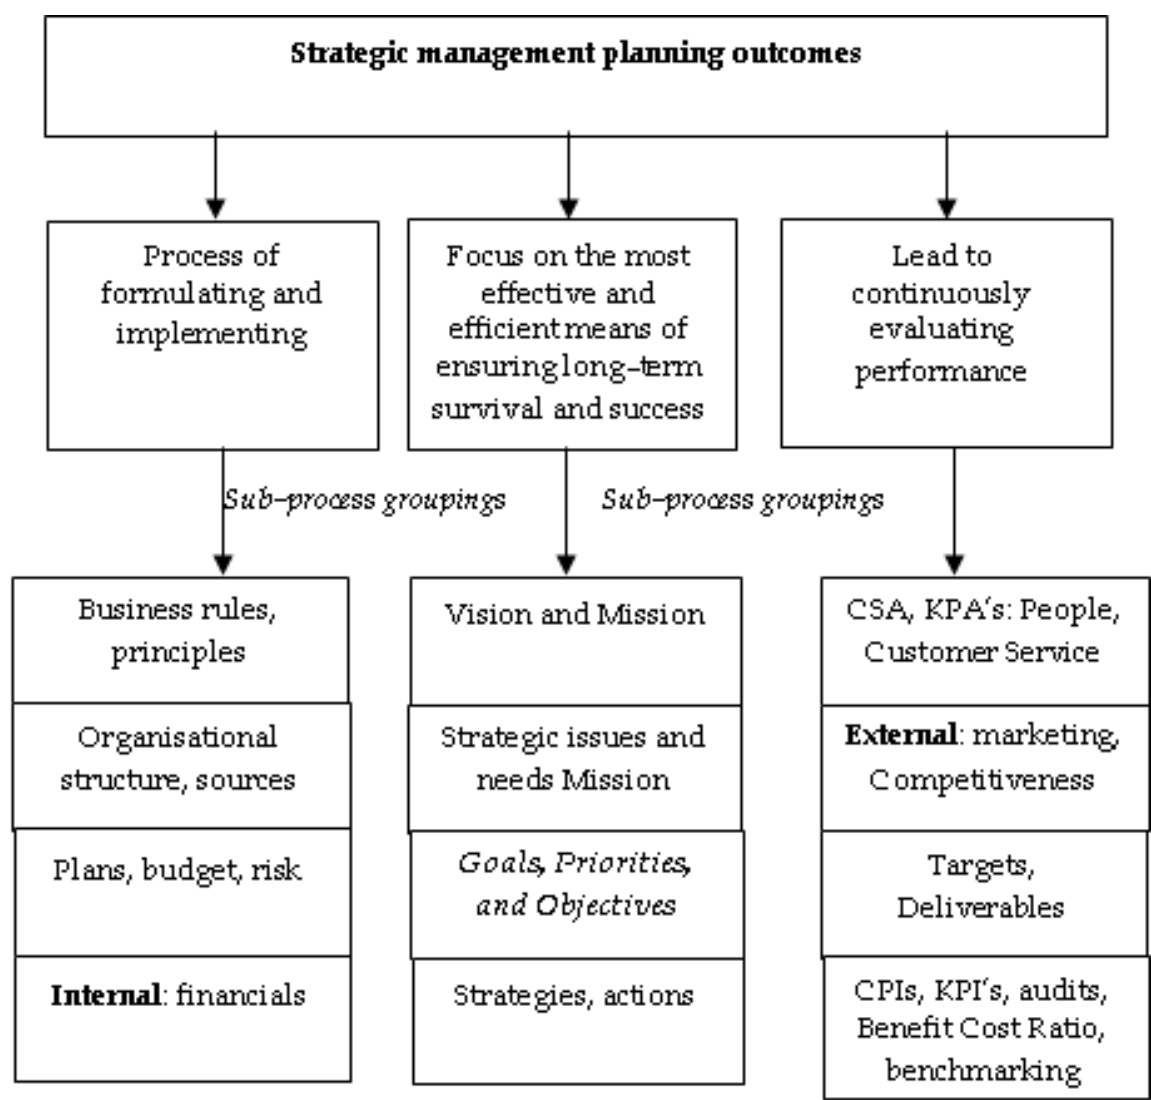 Strategic management planning outcomes
Process of
formulating and
implementing
Focus on the most
effective and
efficient means of
ensuring long-term
survival and success
Lead to
continuously
evaluating
performance
Sub-process groupings
Sub-process groupings
Business rules,
principles
Organisational
structure, sources
Plans, budget, risk
Internal: financials
Vision and Mission
Strategic issues and
needs Mission
Goals, Priorities,
and Objectives
Strategies, actions
CSA, KPA's: People,
Customer Service
External: marketing,
Competitiveness
Targets,
Deliverables
CPIs, KPI's, audits,
Benefit Cost Ratio,
benchmarking